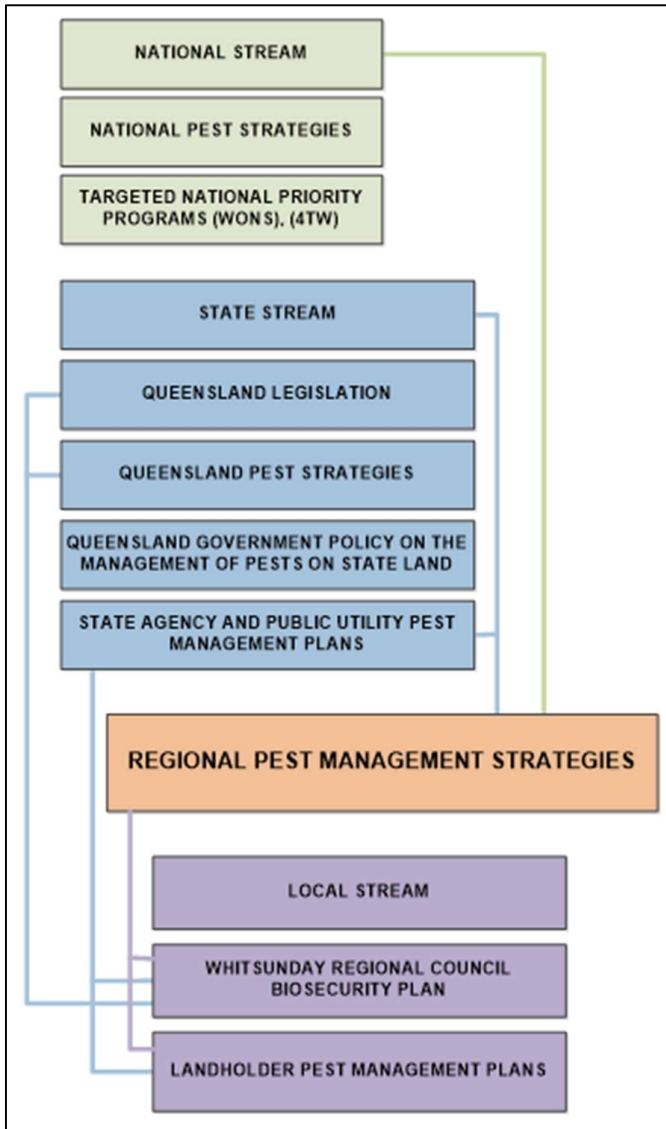 NATIONAL STREAM
NATIONAL PEST STRATEGIES
TARGETED NATIONAL PRIORITY
PROGRAMS (WONS), (4TW)
STATE STREAM
QUEENSLAND LEGISLATION
QUEENSLAND PEST STRATEGIES
QUEENSLAND GOVERNMENT POLICY ON THE
MANAGEMENT OF PESTS ON STATE LAND
STATE AGENCY AND PUBLIC UTILITY PEST
MANAGEMENT PLANS
REGIONAL PEST MANAGEMENT STRATEGIES
LOCAL STREAM
WHITSUNDAY REGIONAL COUNCIL
BIOSECURITY PLAN
LANDHOLDER PEST MANAGEMENT PLANS